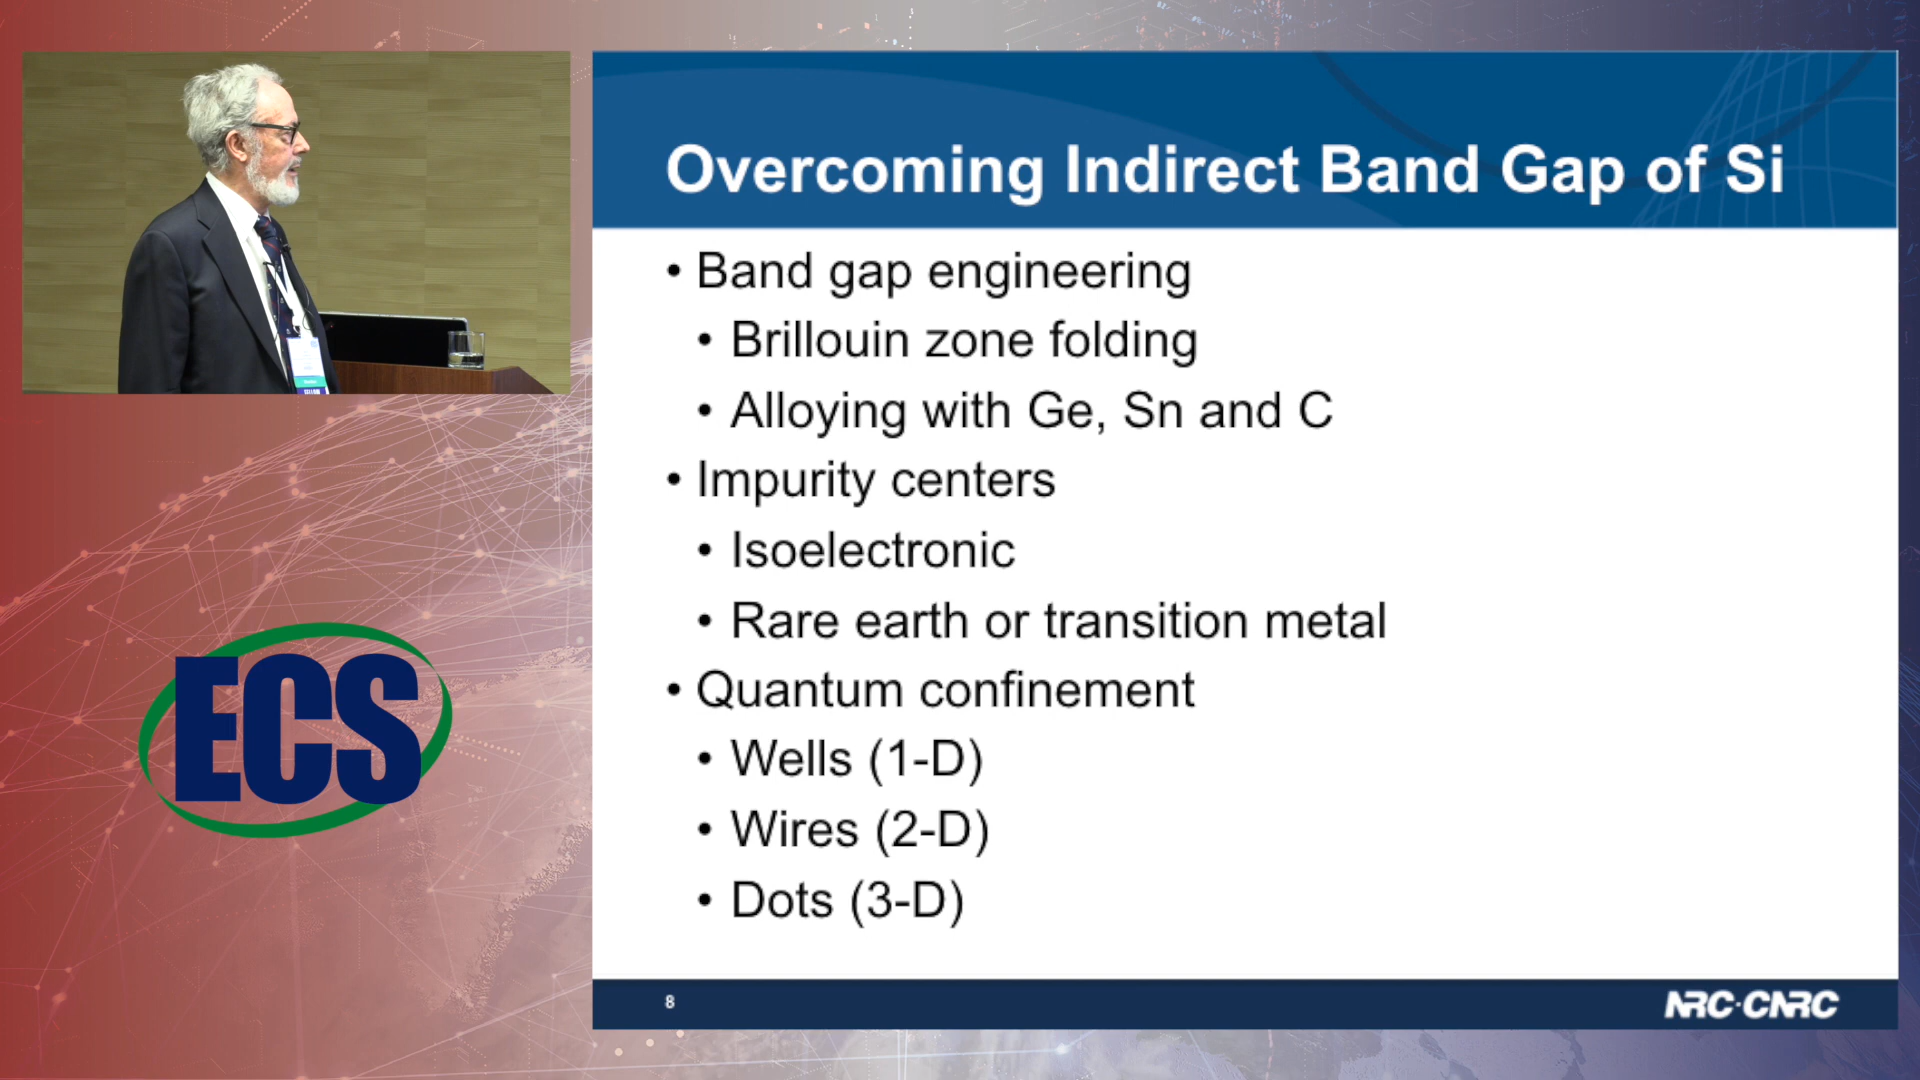 Overcoming Indirect Band Gap of Si
• Band gap engineering
• Brillouin zone folding
• Alloying with Ge, Sn and C
• Impurity centers
• Isoelectronic
• Rare earth or transition metal
• Quantum confinement
• Wells (1-D)
• Wires (2-D)
• Dots (3-D)
8
NRC·CNRC
ECS